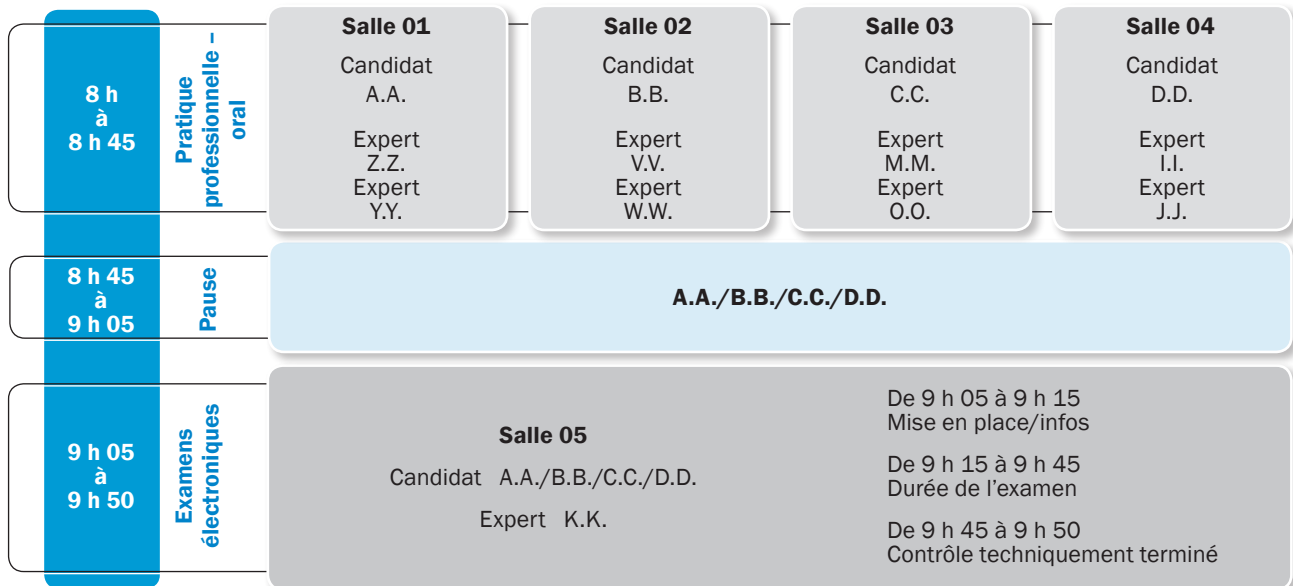 8 h
à
8 h 45
Pratique
professionnelle –
oral
Salle 01
Candidat
A.A.
Expert
Z.Z.
Expert
Y.Y.
Salle 02
Candidat
B.B.
Expert
V.V.
Expert
W.W.
Salle 03
Candidat
C.C.
Expert
M.M.
Expert
O.O.
Salle 04
Candidat
D.D.
Expert
I.I.
Expert
J.J.
8 h 45
à
9 h 05
Pause
A.A./B.B./C.C./D.D.
9 h 05
à
9 h 50
Examens
électroniques
Salle 05
Candidat A.A./B.B./C.C./D.D.
Expert K.K.
De 9 h 05 à 9 h 15
Mise en place/infos
De 9 h 15 à 9 h 45
Durée de l’examen
De 9 h 45 à 9 h 50
Contrôle techniquement terminé